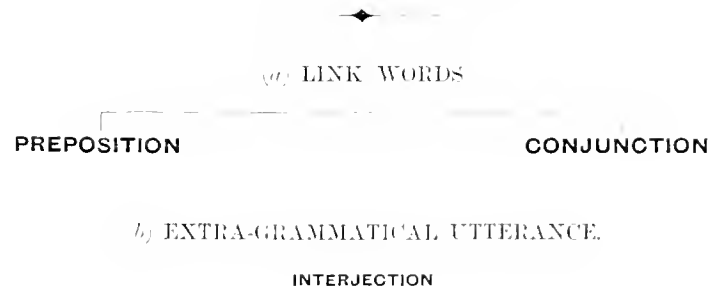 (a) LINK WORDS
PREPOSITION CONJUNCTION
b) EXTRA-GRAMMATICAL UTTERANCE.
INTERJECTION